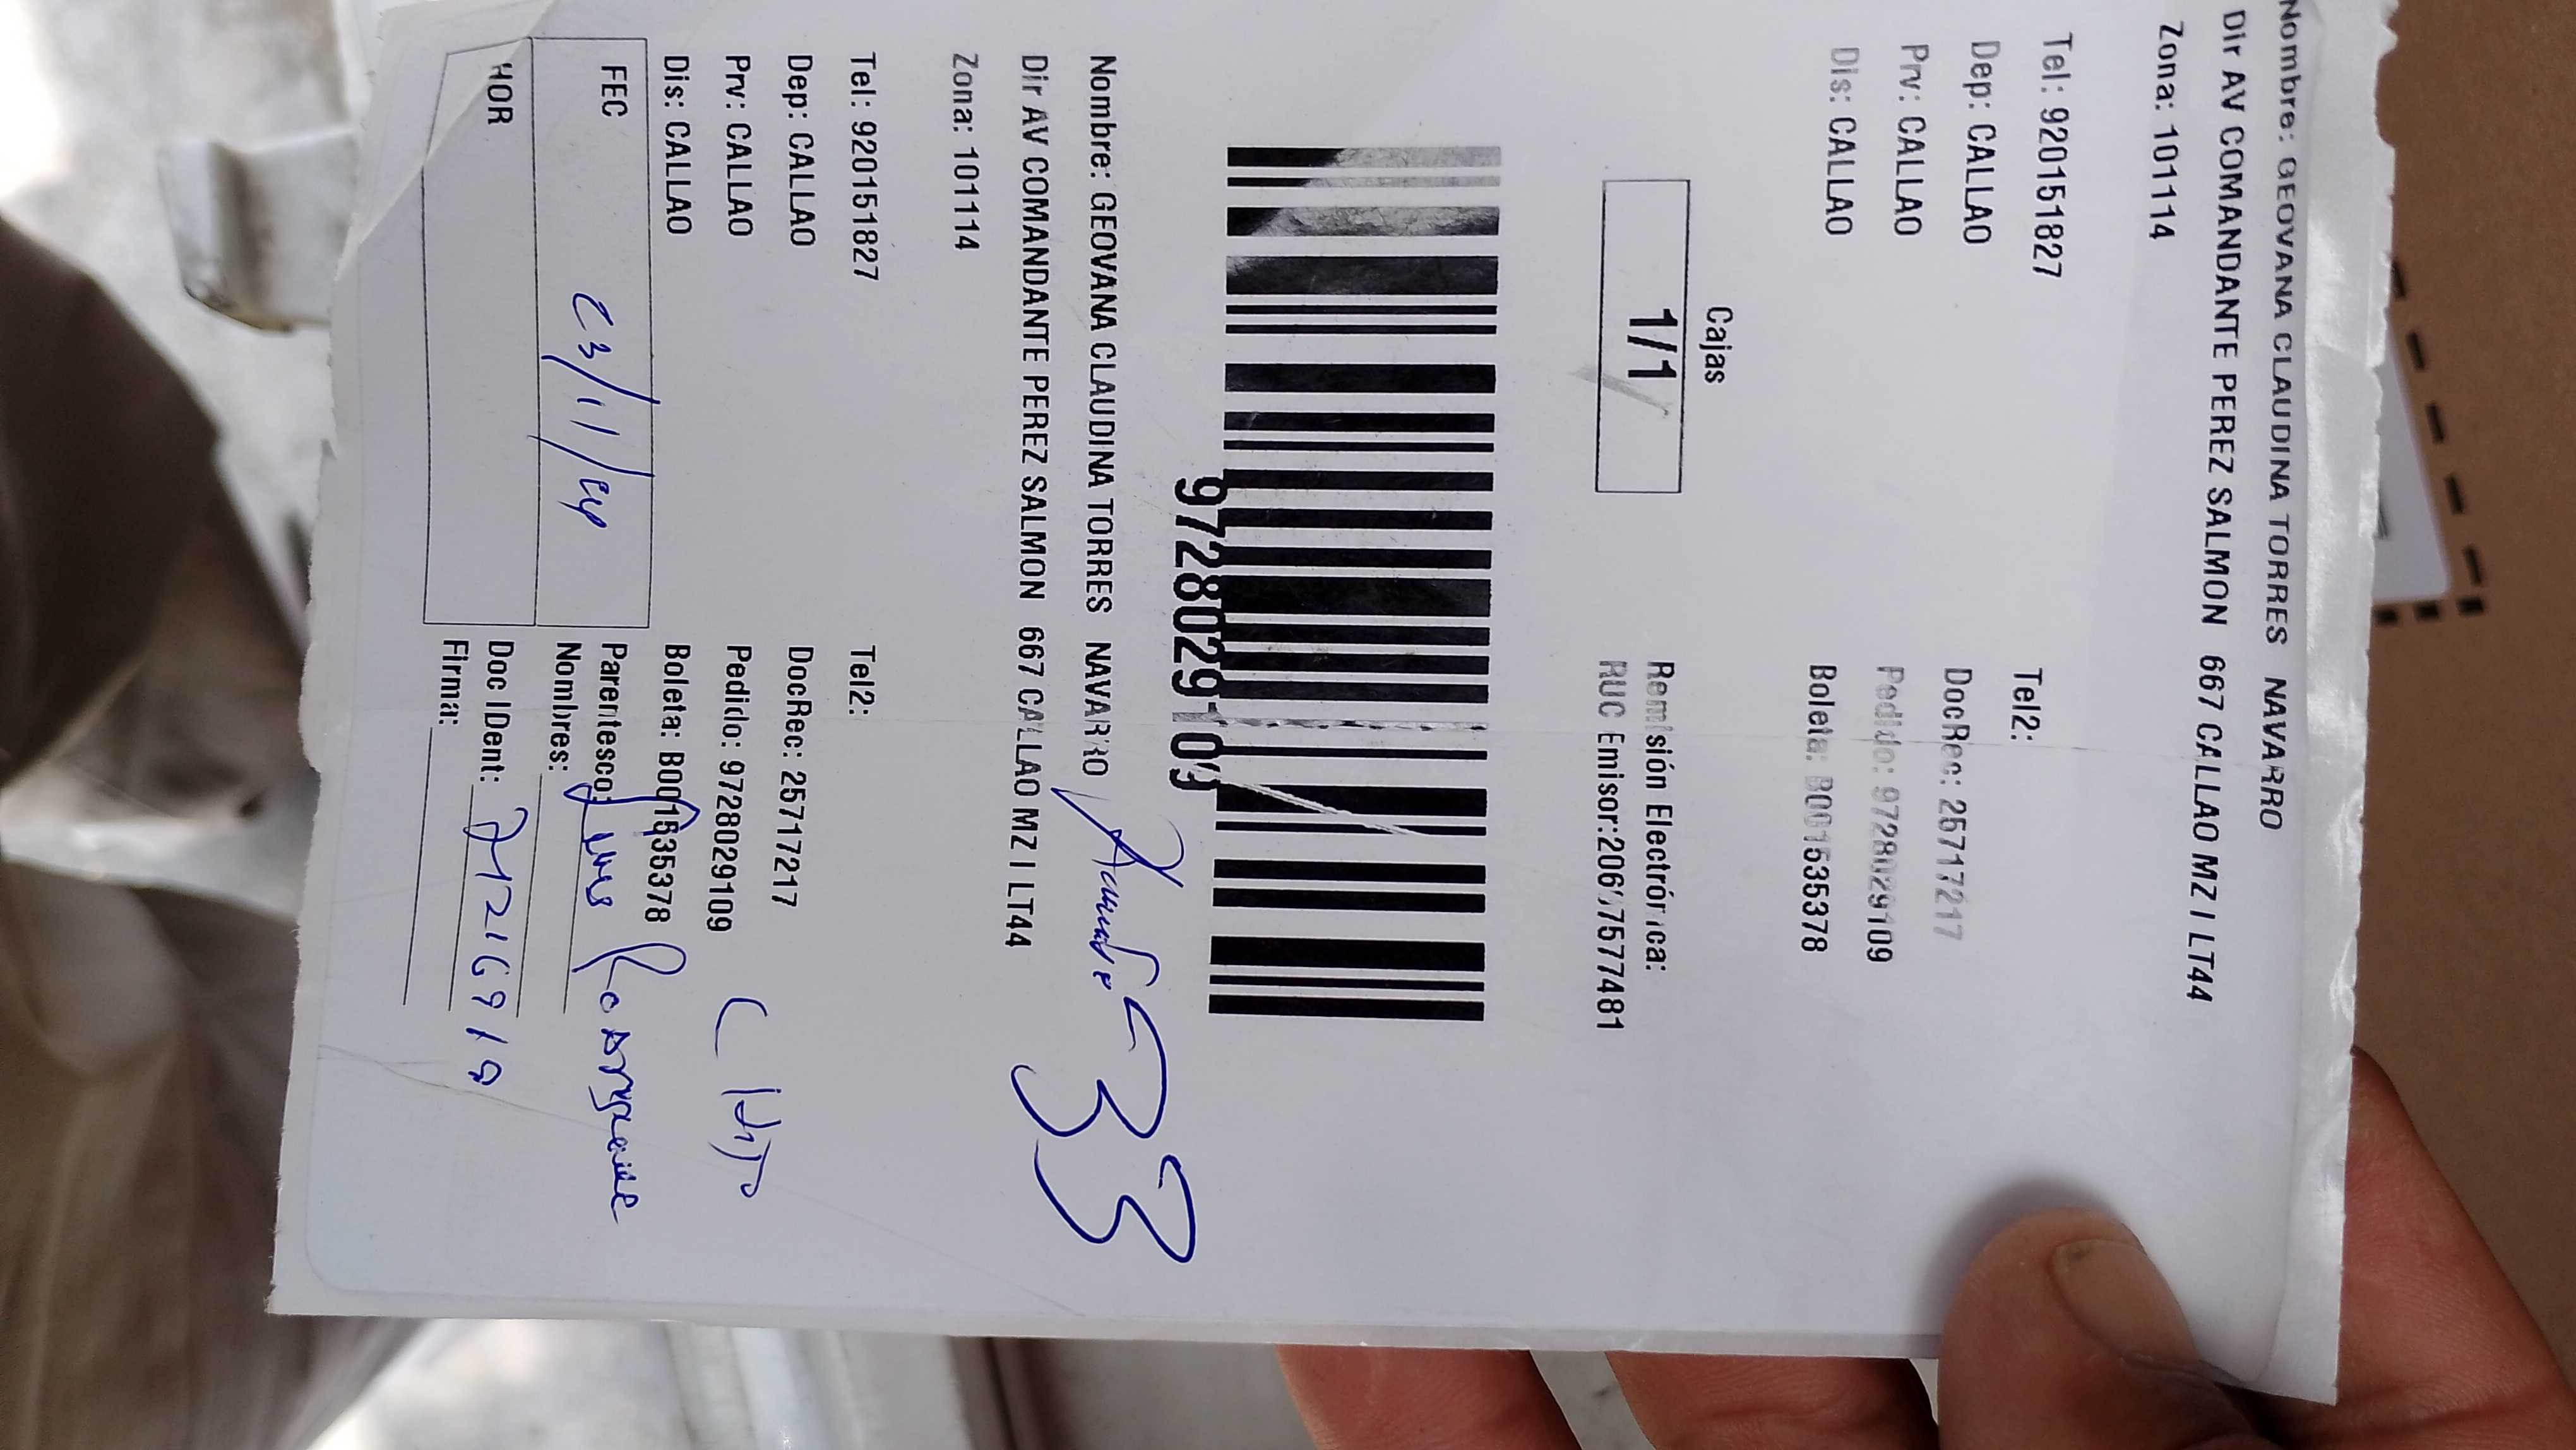 Nombre: GEOVANA CLAUDINA TORRES NAVARRO
Dir AV COMANDANTE PEREZ SALMON 667 CALLAO MZ I LT44
Zona: 101114
Tel: 920151827 Tel2:
Dep: CALLAO DocRec: 25717217
Prv: CALLAO Pedido: 9728029109
Dis: CALLAO Boleta: B001535378
Cajas
1/1
Remisión Electrónica:
RUC Emisor:20607577481
9728029109
Nombre: GEOVANA CLAUDINA TORRES NAVARRO
Dir AV COMANDANTE PEREZ SALMON 667 CALLAO MZ I LT44
33
Zona: 101114
Tel: 920151827 Tel2:
Dep: CALLAO DocRec: 25717217
Prv: CALLAO Pedido: 9728029109
Dis: CALLAO Boleta: B001535378
FEC
Parentesco:
Nombres:
HOR
Doc IDent:
Firma: